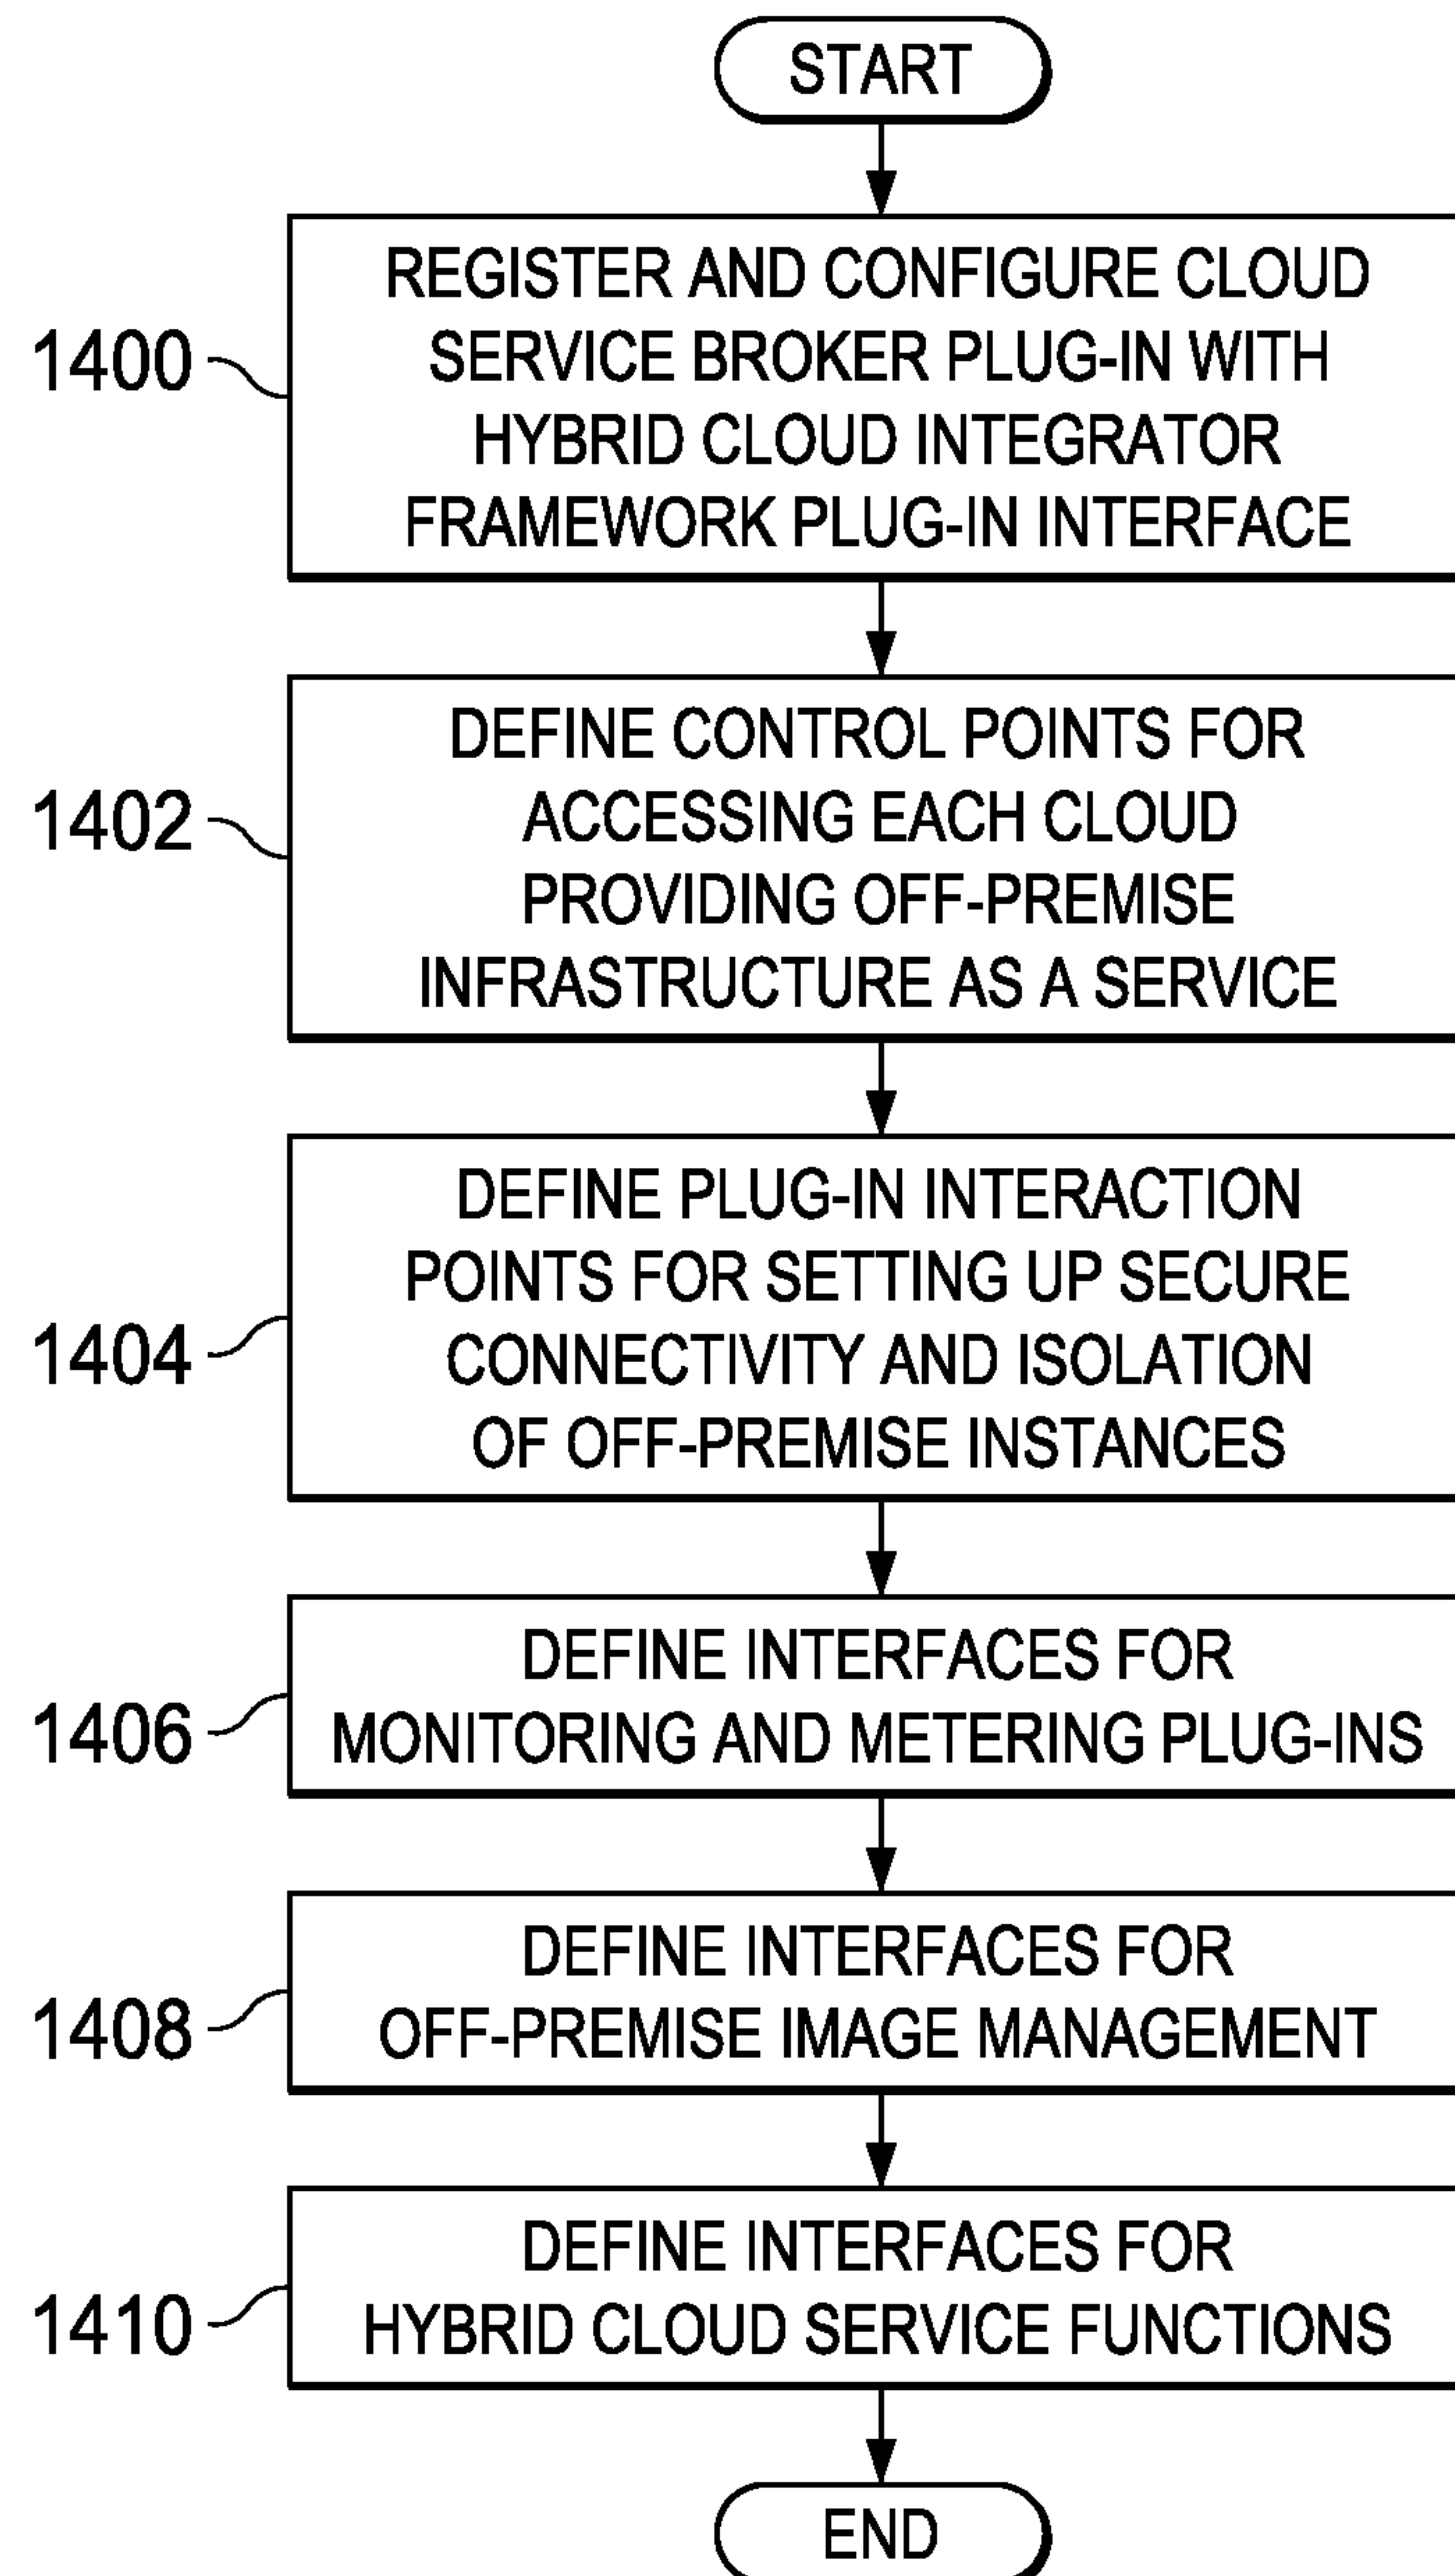 START
1400
REGISTER AND CONFIGURE CLOUD
SERVICE BROKER PLUG-IN WITH
HYBRID CLOUD INTEGRATOR
FRAMEWORK PLUG-IN INTERFACE
1402
DEFINE CONTROL POINTS FOR
ACCESSING EACH CLOUD
PROVIDING OFF-PREMISE
INFRASTRUCTURE AS A SERVICE
1404
DEFINE PLUG-IN INTERACTION
POINTS FOR SETTING UP SECURE
CONNECTIVITY AND ISOLATION
OF OFF-PREMISE INSTANCES
1406
DEFINE INTERFACES FOR
MONITORING AND METERING PLUG-INS
1408
DEFINE INTERFACES FOR
OFF-PREMISE IMAGE MANAGEMENT
1410
DEFINE INTERFACES FOR
HYBRID CLOUD SERVICE FUNCTIONS
END